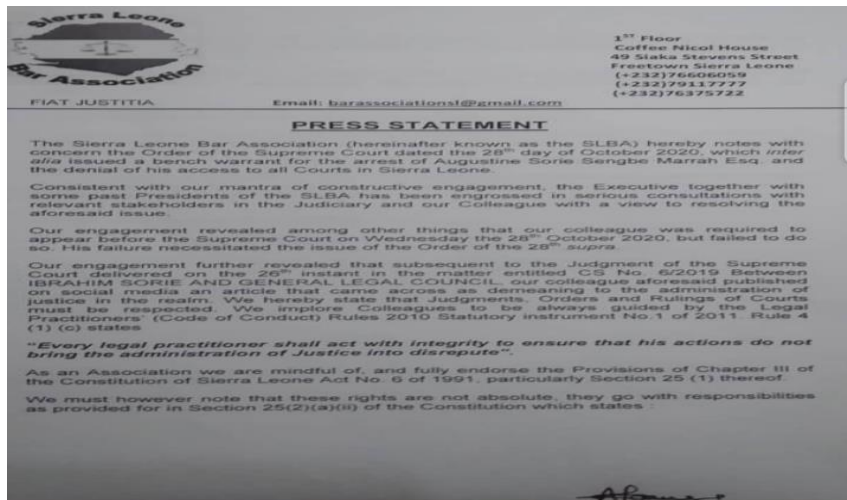 Sierra Leone
Bar Association
FIAT JUSTITIA
1ST Floor
Coffee Nicol House
49 Siaka Stevens Street
Freetown Sierra Leone
(+232)76606059
(+232)79117777
(+232)76375722
Email: barassociationsl@gmail.com
PRESS STATEMENT
The Sierra Leone Bar Association (hereinafter known as the SLBA) hereby notes with
concern the Order of the Supreme Court dated the 28th day of October 2020, which inter
alia issued a bench warrant for the arrest of Augustine Sorie Sengbe Marrah Esq. and
the denial of his access to all Courts in Sierra Leone.
Consistent with our mantra of constructive engagement, the Executive together with
some past Presidents of the SLBA has been engrossed in serious consultations with
relevant stakeholders in the Judiciary and our Colleague with a view to resolving the
aforesaid issue.
Our engagement revealed among other things that our colleague was required to
appear before the Supreme Court on Wednesday the 28th October 2020, but failed to do
so. His failure necessitated the issue of the Order of the 28th supra.
Our engagement further revealed that subsequent to the Judgment of the Supreme
Court delivered on the 26th instant in the matter entitled CS No. 6/2019 Between
IBRAHIM SORIE AND GENERAL LEGAL COUNCIL, our colleague aforesaid published
on social media an article that came across as demeaning to the administration of
justice in the realm. We hereby state that Judgments, Orders and Rulings of Courts
must be respected. We implore Colleagues to be always guided by the Legal
Practitioners' (Code of Conduct) Rules 2010 Statutory instrument No.1 of 2011. Rule 4
(1) (c) states
"Every legal practitioner shall act with integrity to ensure that his actions do not
bring the administration of Justice into disrepute".
As an Association we are mindful of, and fully endorse the Provisions of Chapter III of
the Constitution of Sierra Leone Act No. 6 of 1991, particularly Section 25 (1) thereof.
We must however note that these rights are not absolute, they go with responsibilities
as provided for in Section 25(2)(a)(ii) of the Constitution which states :